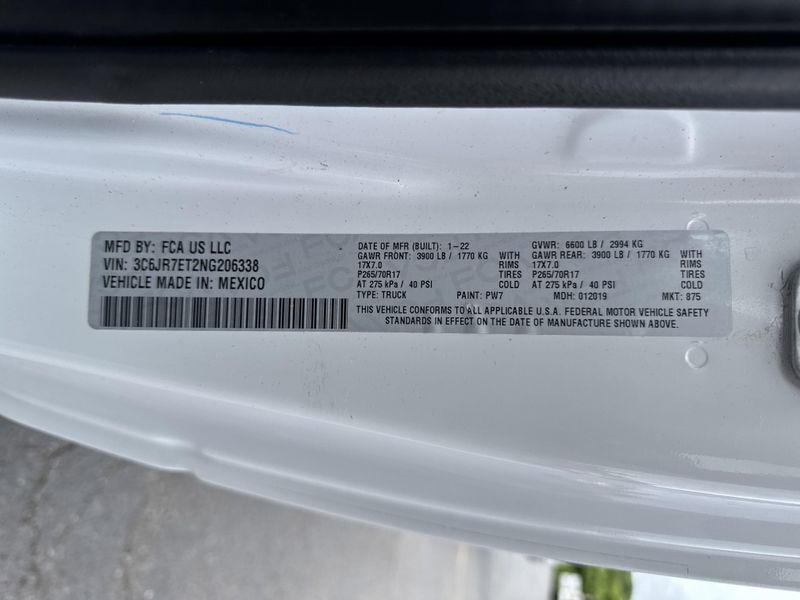 MFD BY: FCA US LLC
VIN: 3C6JR7ET2NG206338
VEHICLE MADE IN: MEXICO
DATE OF MFR (BUILT): 1-22 GVWR: 6600 LB / 2994 KG
GAWR FRONT: 3900 LB / 1770 KG WITH GAWR REAR: 3900 LB / 1770 KG WITH
17X7.0 RIMS 17X7.0 RIMS
P265/70R17 TIRES P265/70R17 TIRES
AT 275 kPa / 40 PSI COLD AT 275 kPa / 40 PSI COLD
TYPE: TRUCK PAINT: PW7 MDH: 012019 MKT: 875
THIS VEHICLE CONFORMS TO ALL APPLICABLE U.S.A. FEDERAL MOTOR VEHICLE SAFETY
STANDARDS IN EFFECT ON THE DATE OF MANUFACTURE SHOWN ABOVE.